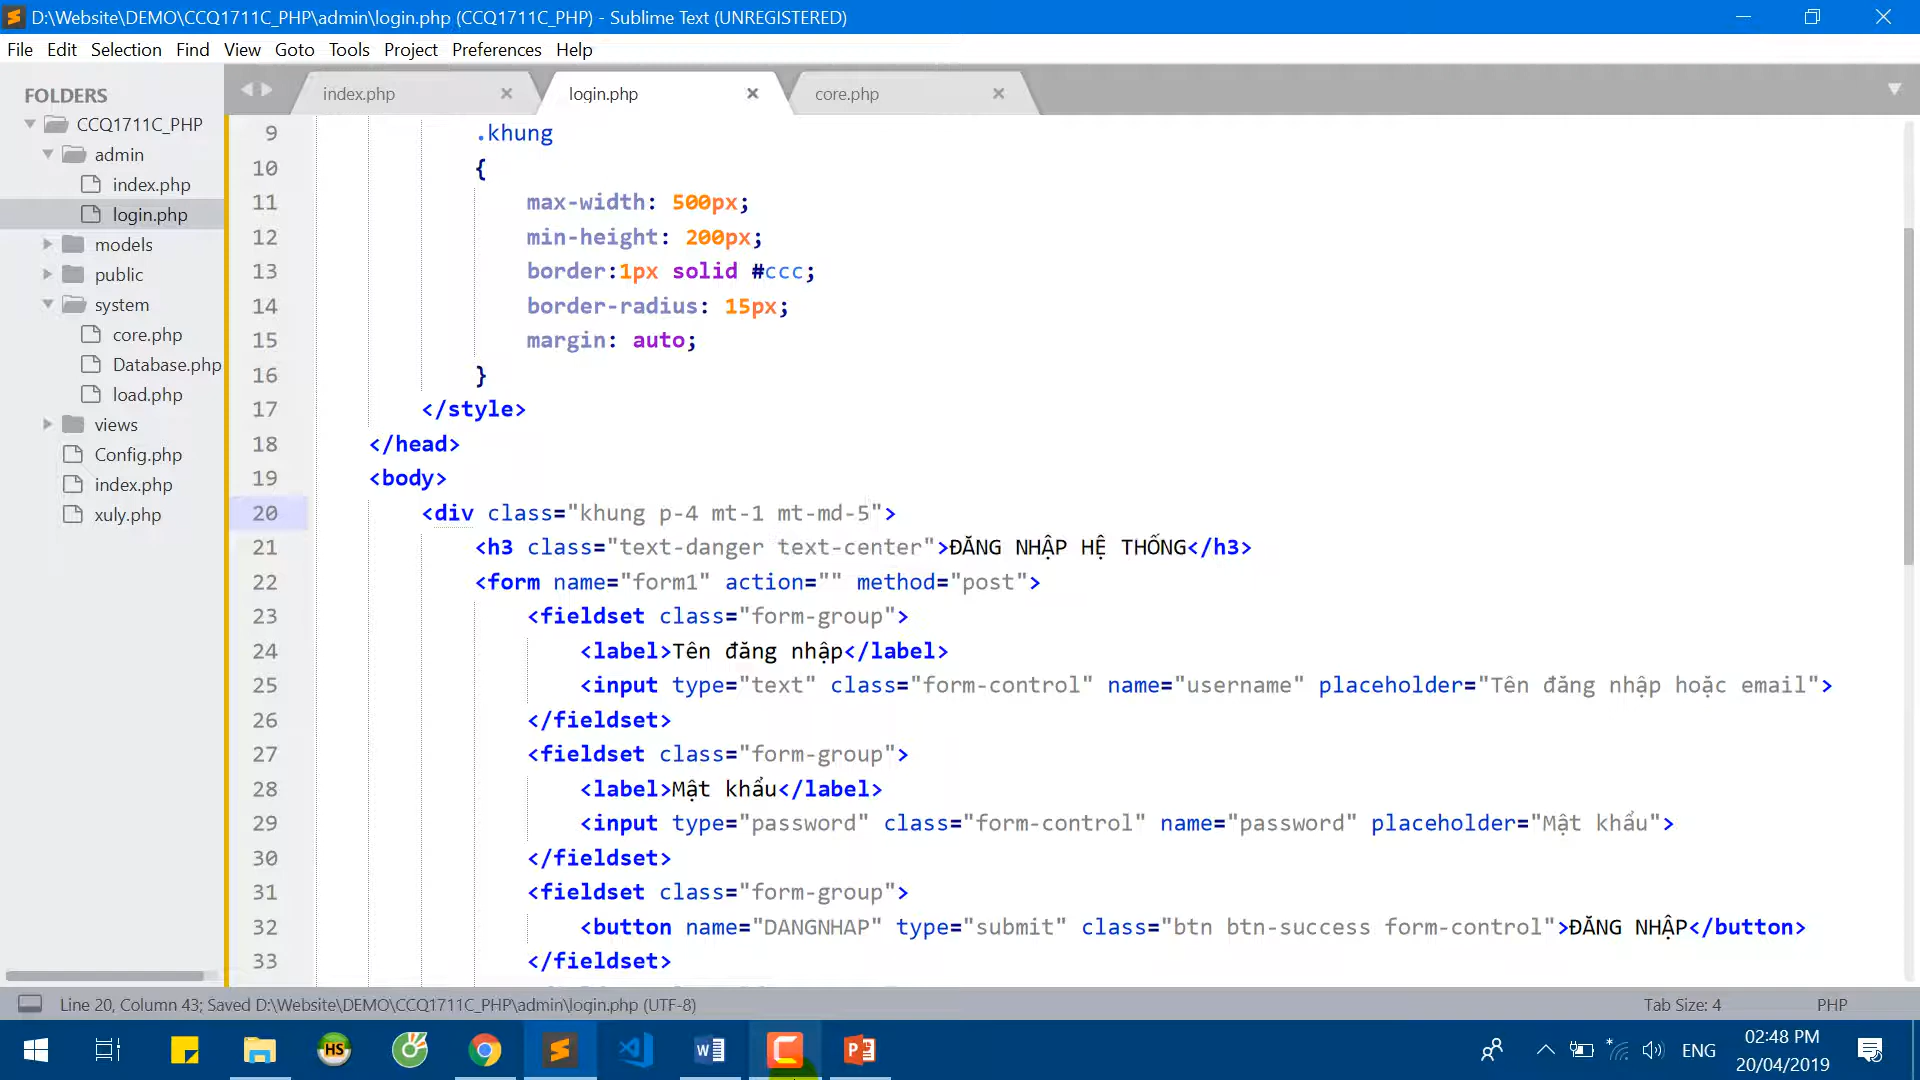 D:\Website\DEMO\CCQ1711C_PHP\admin\login.php (CCQ1711C_PHP) - Sublime Text (UNREGISTERED)
File Edit Selection Find View Goto Tools Project Preferences Help
FOLDERS
CCQ1711C_PHP
admin
index.php
login.php
models
public
system
core.php
Database.php
load.php
views
Config.php
index.php
xuly.php
index.php
login.php
core.php
9 .khung
10 {
11 max-width: 500px;
12 min-height: 200px;
13 border:1px solid #ccc;
14 border-radius: 15px;
15 margin: auto;
16 }
17 </style>
18 </head>
19 <body>
20 <div class="khung p-4 mt-1 mt-md-5">
21 <h3 class="text-danger text-center">ĐĂNG NHẬP HỆ THỐNG</h3>
22 <form name="form1" action="" method="post">
23 <fieldset class="form-group">
24 <label>Tên đăng nhập</label>
25 <input type="text" class="form-control" name="username" placeholder="Tên đăng nhập hoặc email">
26 </fieldset>
27 <fieldset class="form-group">
28 <label>Mật khẩu</label>
29 <input type="password" class="form-control" name="password" placeholder="Mật khẩu">
30 </fieldset>
31 <fieldset class="form-group">
32 <button name="DANGNHAP" type="submit" class="btn btn-success form-control">ĐĂNG NHẬP</button>
33 </fieldset>
Line 20, Column 43; Saved D:\Website\DEMO\CCQ1711C_PHP\admin\login.php (UTF-8)
Tab Size: 4
PHP
HS
ENG
02:48 PM
20/04/2019